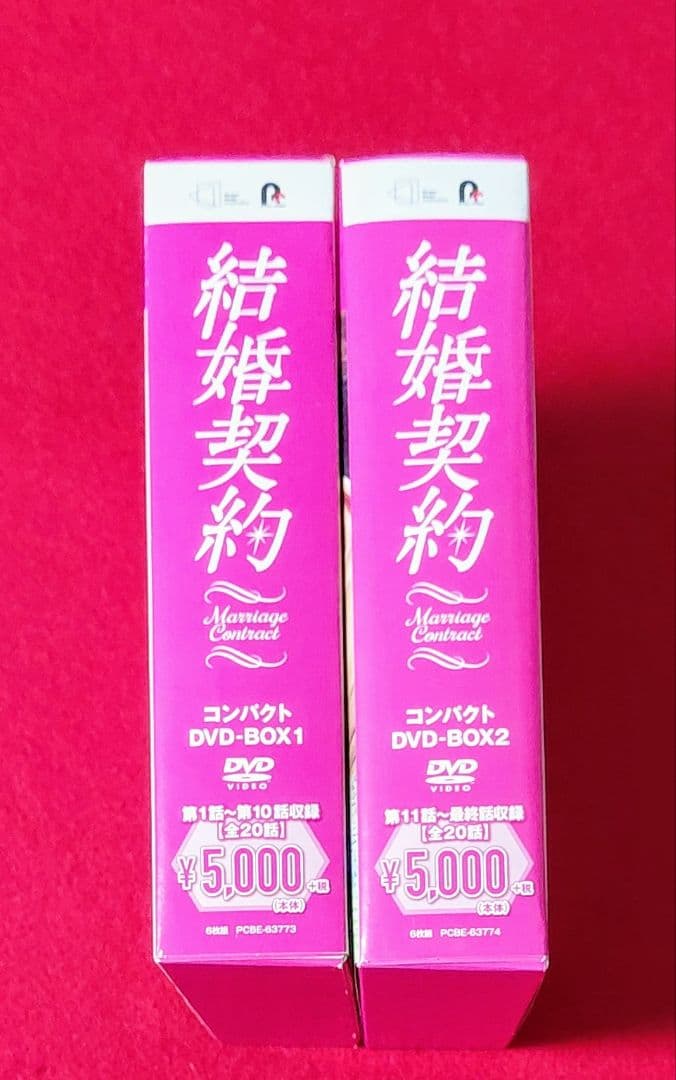 結婚契約
Marriage
Contract
コンパクト
DVD-BOX1
DVD
VIDEO
第1話～第10話収録
【全20話】
¥5,000+税
(本体)
6枚組 PCBE-63773
結婚契約
Marriage
Contract
コンパクト
DVD-BOX2
DVD
VIDEO
第11話～最終話収録
【全20話】
¥5,000+税
(本体)
6枚組 PCBE-63774